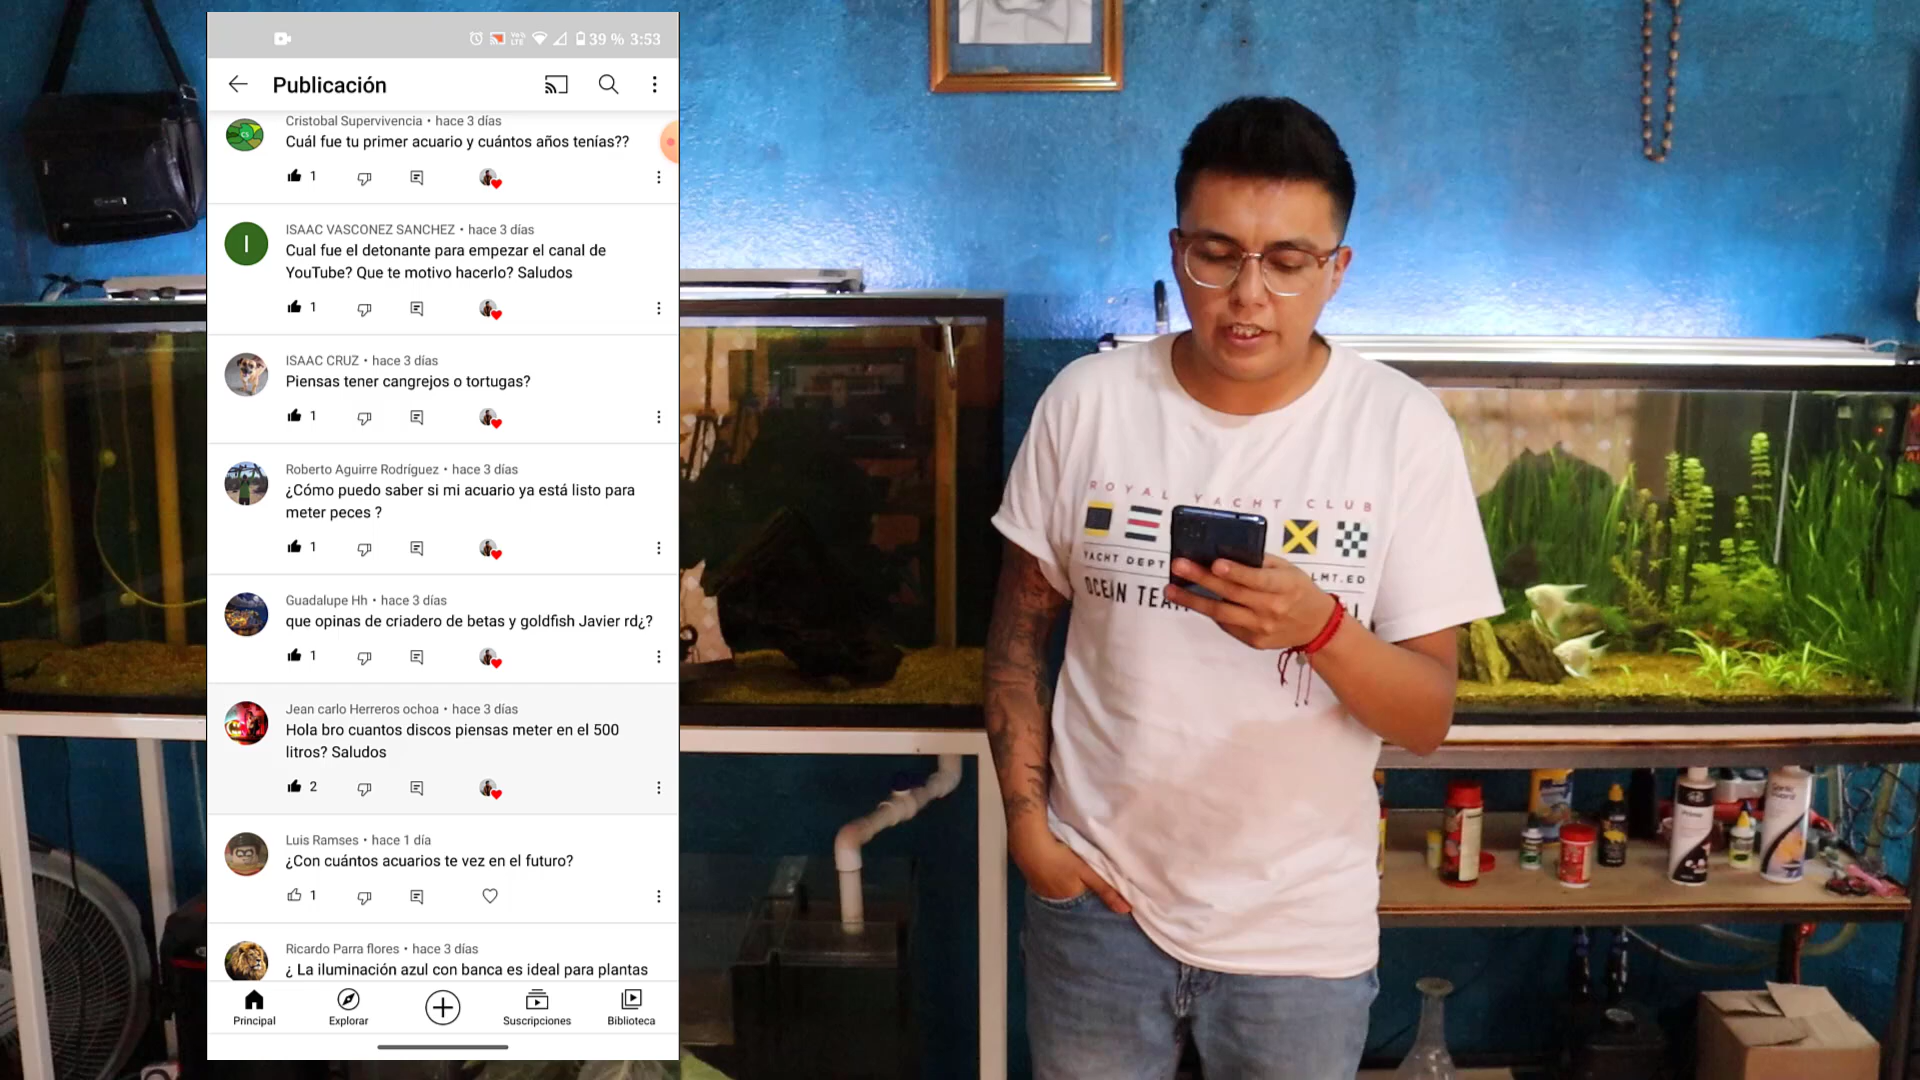 VoLTE
39 % 3:53
Publicación
Cristobal Supervivencia • hace 3 días
Cuál fue tu primer acuario y cuántos años tenías??
1
ISAAC VASCONEZ SANCHEZ • hace 3 días
Cual fue el detonante para empezar el canal de
YouTube? Que te motivo hacerlo? Saludos
1
ISAAC CRUZ • hace 3 días
Piensas tener cangrejos o tortugas?
1
Roberto Aguirre Rodríguez • hace 3 días
¿Cómo puedo saber si mi acuario ya está listo para
meter peces ?
1
Guadalupe Hh • hace 3 días
que opinas de criadero de betas y goldfish Javier rd¿?
1
Jean carlo Herreros ochoa • hace 3 días
Hola bro cuantos discos piensas meter en el 500
litros? Saludos
2
Luis Ramses • hace 1 día
¿Con cuántos acuarios te vez en el futuro?
1
Ricardo Parra flores • hace 3 días
¿ La iluminación azul con banca es ideal para plantas
Principal
Explorar
Suscripciones
Biblioteca
ROYAL YACHT CLUB
YACHT DEPT LMT.ED
OCEAN TEA